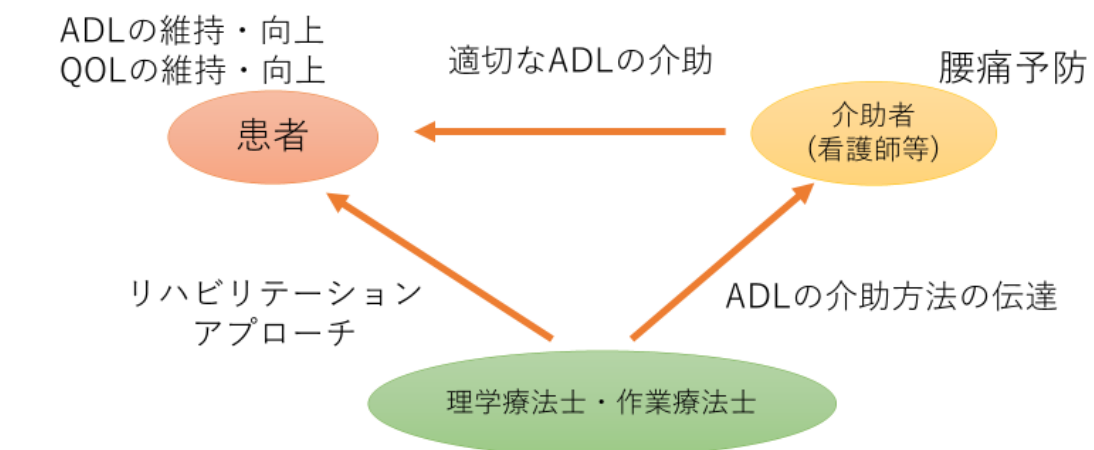 ADLの維持・向上
QOLの維持・向上
適切なADLの介助
腰痛予防
患者
介助者
(看護師等)
リハビリテーション
アプローチ
ADLの介助方法の伝達
理学療法士・作業療法士